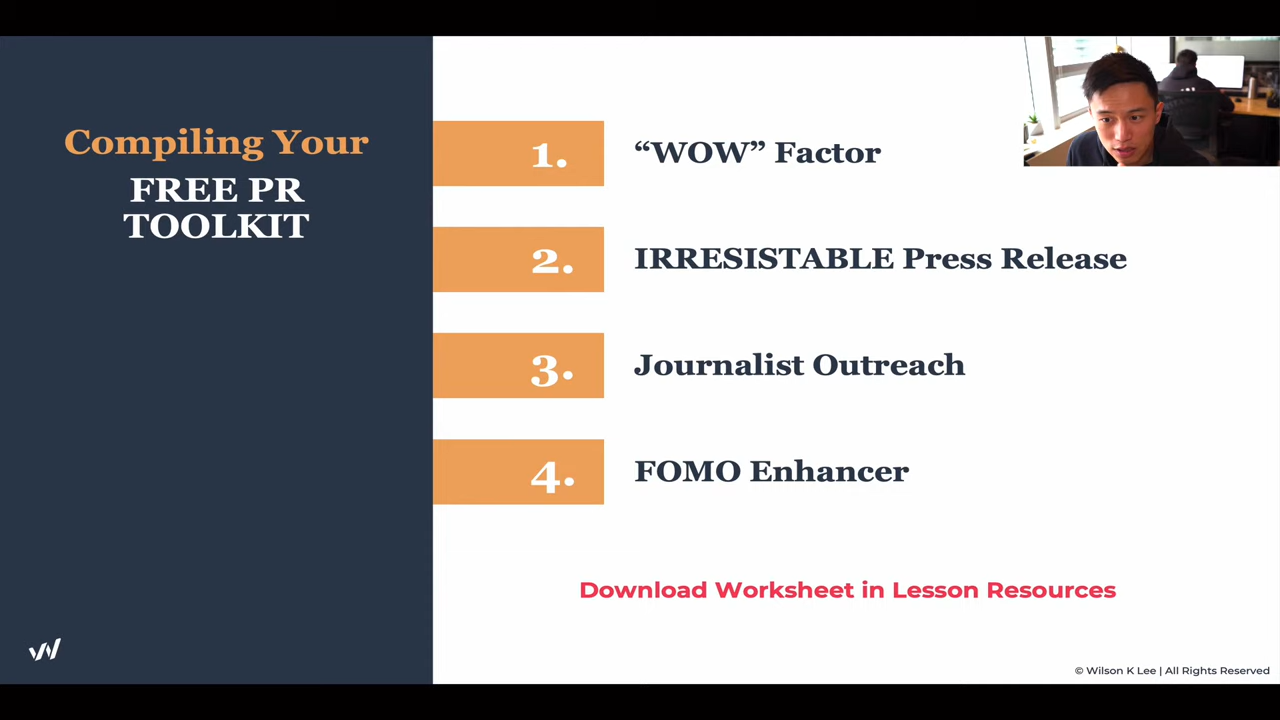 Compiling Your
FREE PR
TOOLKIT
1. “WOW” Factor
2. IRRESISTABLE Press Release
3. Journalist Outreach
4. FOMO Enhancer
Download Worksheet in Lesson Resources
© Wilson K Lee | All Rights Reserved